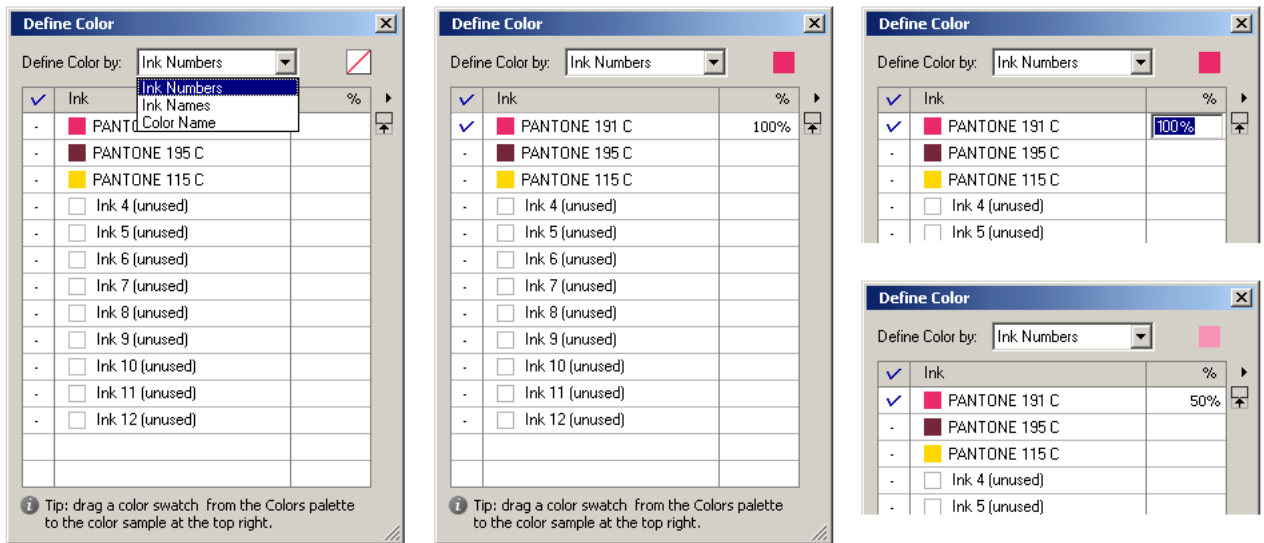 Define Color
Define Color by: Ink Numbers
Ink Numbers
Ink Names
Color Name
Ink %
- PANTO
- PANTONE 195 C
- PANTONE 115 C
- Ink 4 (unused)
- Ink 5 (unused)
- Ink 6 (unused)
- Ink 7 (unused)
- Ink 8 (unused)
- Ink 9 (unused)
- Ink 10 (unused)
- Ink 11 (unused)
- Ink 12 (unused)
Tip: drag a color swatch from the Colors palette
to the color sample at the top right.
Define Color
Define Color by: Ink Numbers
Ink %
PANTONE 191 C 100%
- PANTONE 195 C
- PANTONE 115 C
- Ink 4 (unused)
- Ink 5 (unused)
- Ink 6 (unused)
- Ink 7 (unused)
- Ink 8 (unused)
- Ink 9 (unused)
- Ink 10 (unused)
- Ink 11 (unused)
- Ink 12 (unused)
Tip: drag a color swatch from the Colors palette
to the color sample at the top right.
Define Color
Define Color by: Ink Numbers
Ink %
PANTONE 191 C 100%
- PANTONE 195 C
- PANTONE 115 C
- Ink 4 (unused)
- Ink 5 (unused)
Define Color
Define Color by: Ink Numbers
Ink %
PANTONE 191 C 50%
- PANTONE 195 C
- PANTONE 115 C
- Ink 4 (unused)
- Ink 5 (unused)